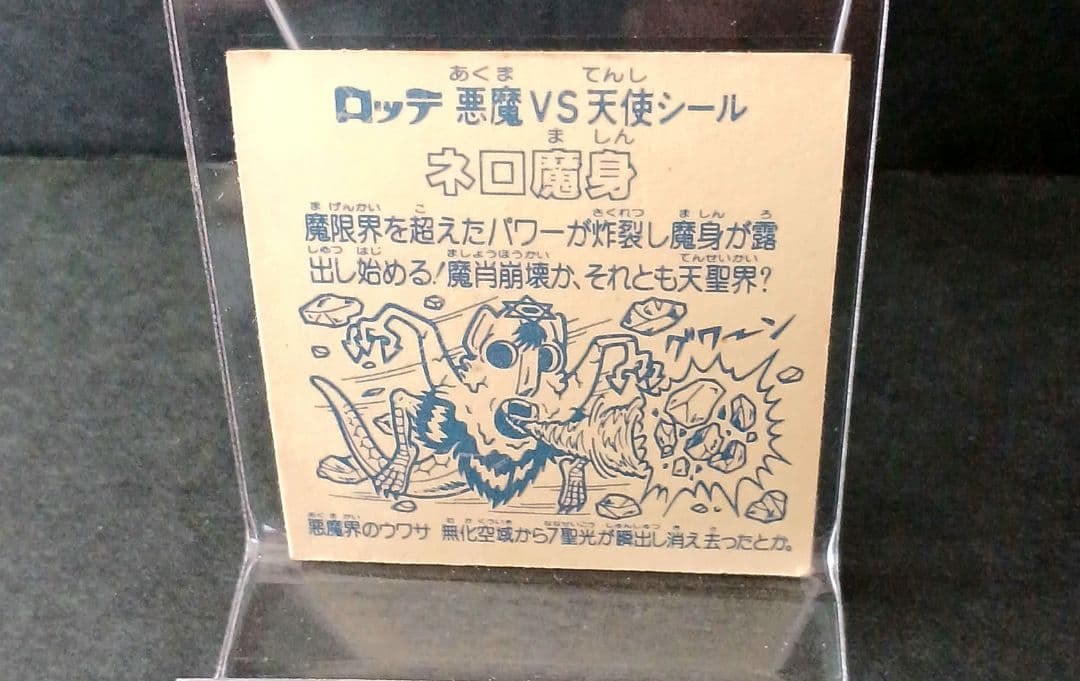 あくま てんし
ロッテ 悪魔VS天使シール
ま しん
ネロ魔身
まげんかい こ さくれつ ましん ろ
魔限界を超えたパワーが炸裂し魔身が露
しゅつ はじ ましょうほうかい てんせいかい
出し始める!魔肖崩壊か、それとも天聖界?
グワーン
あくまかい むかくういき ななせいこう しゅんしゅつ き さ
悪魔界のウワサ 無化空域から7聖光が瞬出し消え去ったとか。